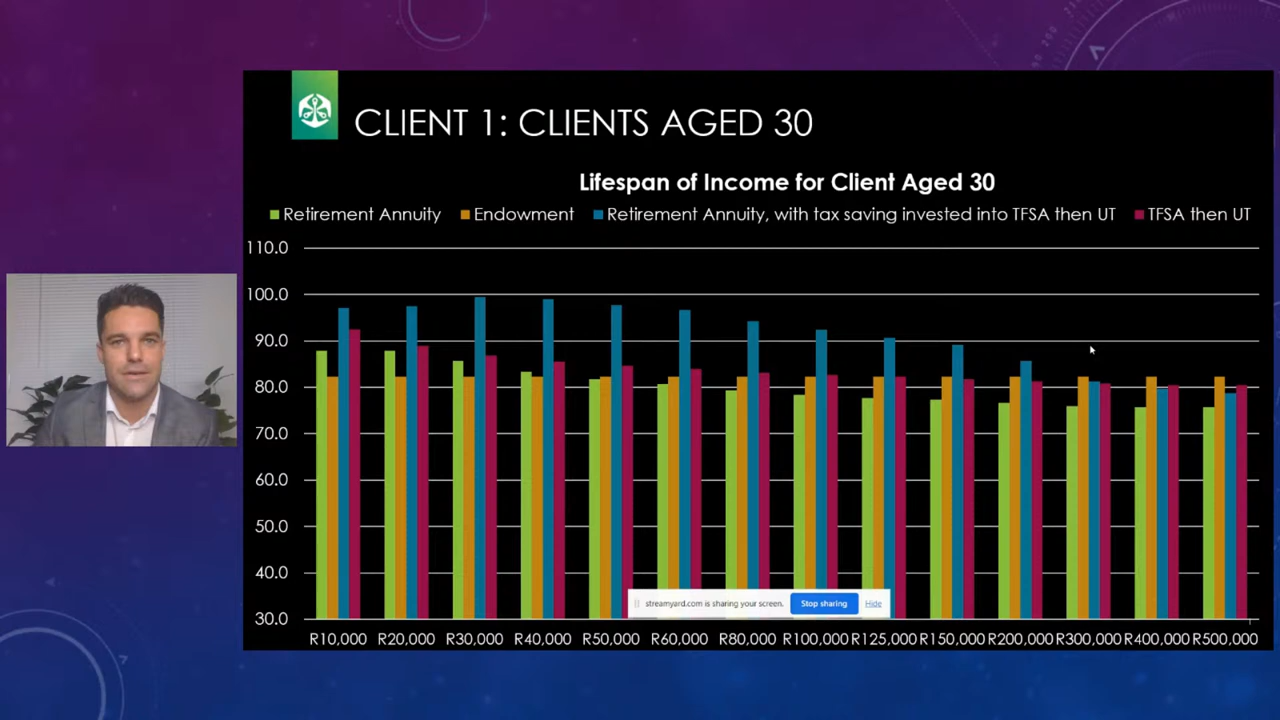 CLIENT 1: CLIENTS AGED 30
Lifespan of Income for Client Aged 30
Retirement Annuity Endowment Retirement Annuity, with tax saving invested into TFSA then UT TFSA then UT
110.0
100.0
90.0
80.0
70.0
60.0
50.0
40.0
30.0
streamyard.com is sharing your screen. Stop sharing Hide
R10,000 R20,000 R30,000 R40,000 R50,000 R60,000 R80,000 R100,000 R125,000 R150,000 R200,000 R300,000 R400,000 R500,000